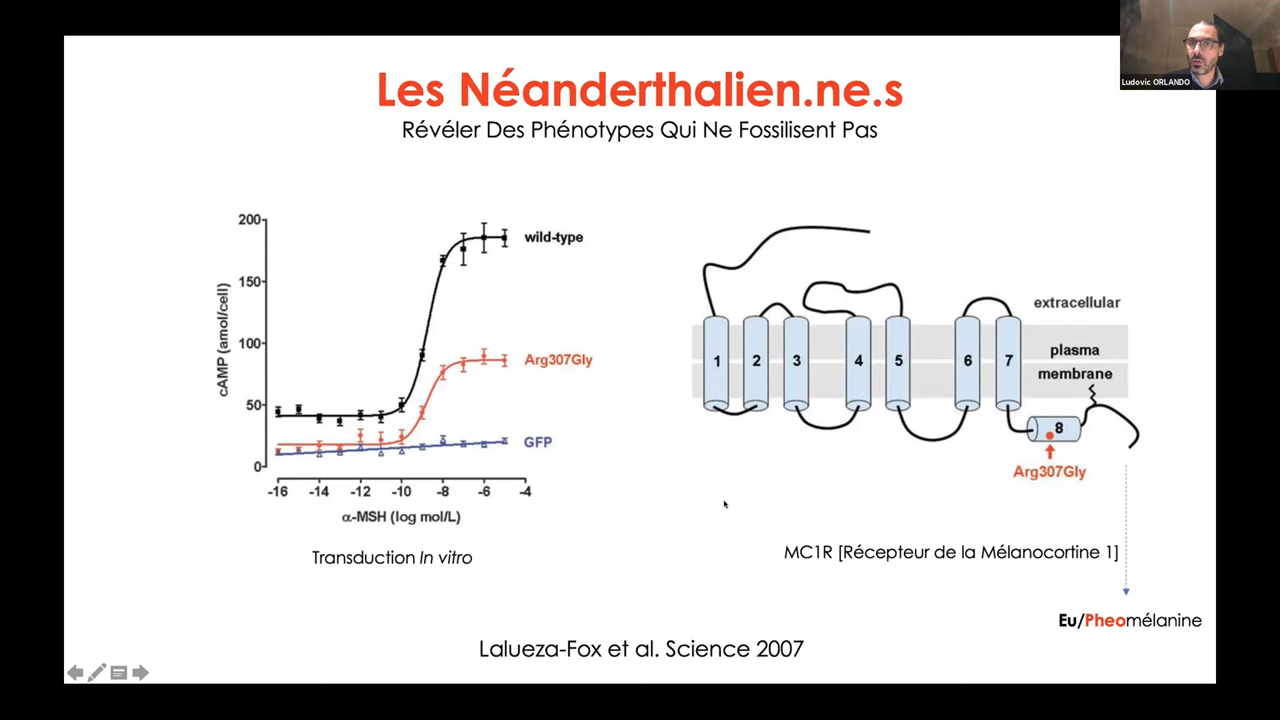 Ludovic ORLANDO
Les Néanderthalien.ne.s
Révéler Des Phénotypes Qui Ne Fossilisent Pas
cAMP (amol/cell)
200
150
100
50
0
-16
-14
-12
-10
-8
-6
-4
α-MSH (log mol/L)
wild-type
Arg307Gly
GFP
Transduction In vitro
1
2
3
4
5
6
7
8
extracellular
plasma
membrane
Arg307Gly
MC1R [Récepteur de la Mélanocortine 1]
Eu/Pheomélanine
Lalueza-Fox et al. Science 2007